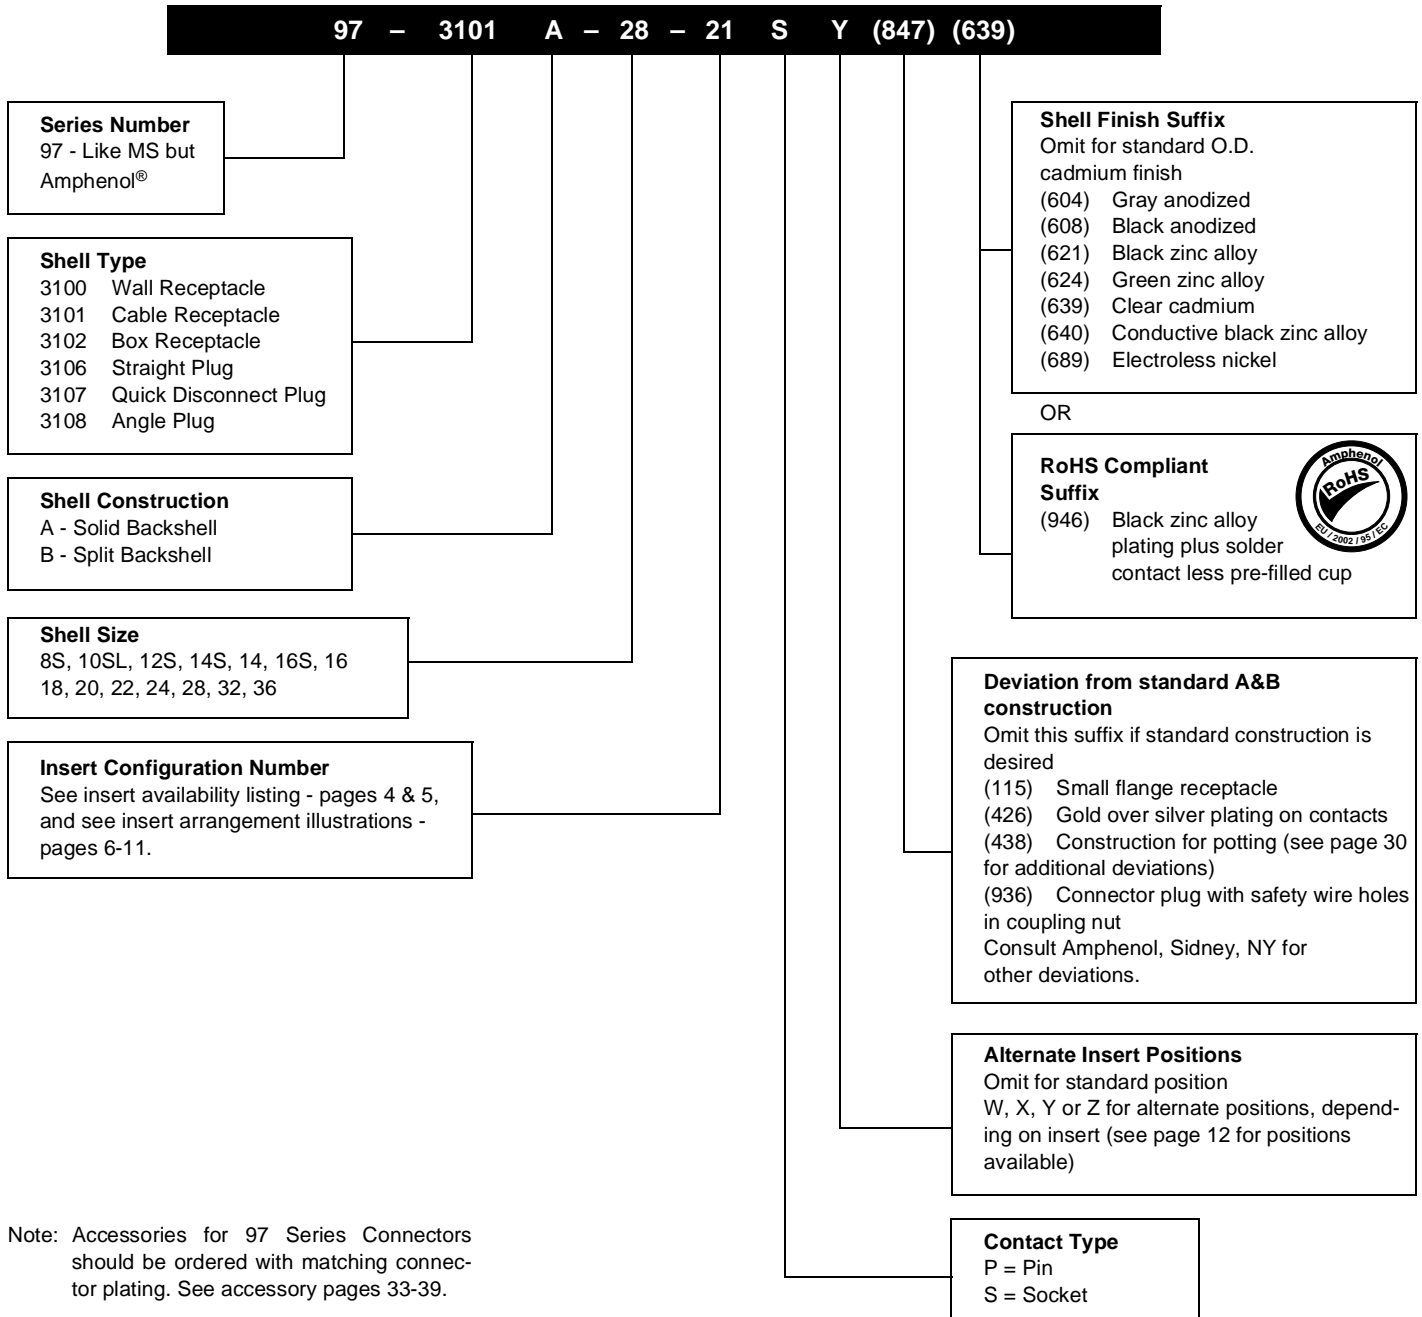 97 – 3101 A – 28 – 21 S Y (847) (639)
Series Number
97 - Like MS but
Amphenol®
Shell Type
3100 Wall Receptacle
3101 Cable Receptacle
3102 Box Receptacle
3106 Straight Plug
3107 Quick Disconnect Plug
3108 Angle Plug
Shell Construction
A - Solid Backshell
B - Split Backshell
Shell Size
8S, 10SL, 12S, 14S, 14, 16S, 16
18, 20, 22, 24, 28, 32, 36
Insert Configuration Number
See insert availability listing - pages 4 & 5,
and see insert arrangement illustrations -
pages 6-11.
Note: Accessories for 97 Series Connectors
should be ordered with matching connec-
tor plating. See accessory pages 33-39.
Shell Finish Suffix
Omit for standard O.D.
cadmium finish
(604) Gray anodized
(608) Black anodized
(621) Black zinc alloy
(624) Green zinc alloy
(639) Clear cadmium
(640) Conductive black zinc alloy
(689) Electroless nickel
OR
RoHS Compliant
Suffix
(946) Black zinc alloy
plating plus solder
contact less pre-filled cup
Amphenol
RoHS
EU / 2002 / 95 / EC
Deviation from standard A&B
construction
Omit this suffix if standard construction is
desired
(115) Small flange receptacle
(426) Gold over silver plating on contacts
(438) Construction for potting (see page 30
for additional deviations)
(936) Connector plug with safety wire holes
in coupling nut
Consult Amphenol, Sidney, NY for
other deviations.
Alternate Insert Positions
Omit for standard position
W, X, Y or Z for alternate positions, depend-
ing on insert (see page 12 for positions
available)
Contact Type
P = Pin
S = Socket